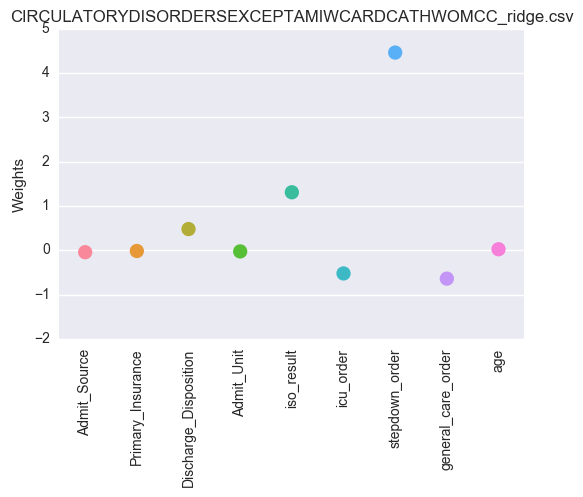 CIRCULATORYDISORDERSEXCEPTAMIWCARDCATHWOMCC_ridge.csv
5
4
3
2
1
0
−1
−2
Weights
Admit_Source
Primary_Insurance
Discharge_Disposition
Admit_Unit
iso_result
icu_order
stepdown_order
general_care_order
age